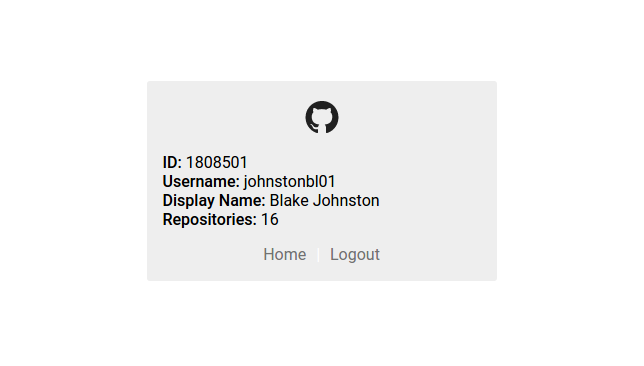 ID: 1808501
Username: johnstonbl01
Display Name: Blake Johnston
Repositories: 16
Home | Logout